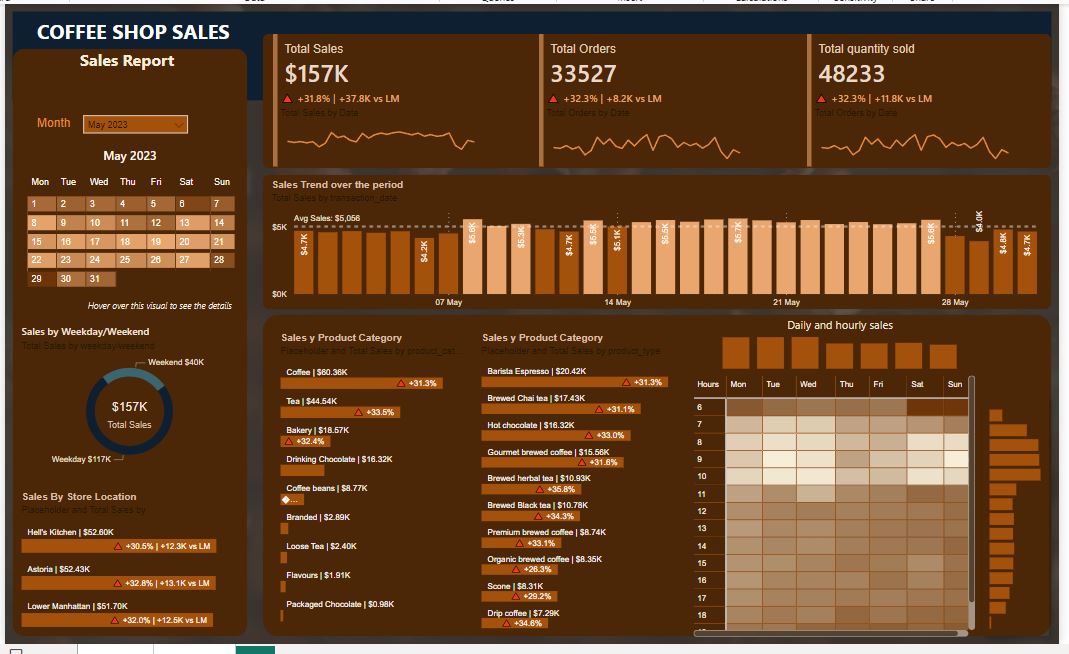 COFFEE SHOP SALES
Sales Report
Month
May 2023
May 2023
Mon Tue Wed Thu Fri Sat Sun
1 2 3 4 5 6 7
8 9 10 11 12 13 14
15 16 17 18 19 20 21
22 23 24 25 26 27 28
29 30 31
Hover over this visual to see the details
Sales by Weekday/Weekend
Total Sales by weekday/weekend
Weekend $40K
$157K
Total Sales
Weekday $117K
Sales By Store Location
Placeholder and Total Sales by
Hell's Kitchen | $52.60K
+30.5% | +12.3K vs LM
Astoria | $52.43K
+32.8% | +13.1K vs LM
Lower Manhattan | $51.70K
+32.0% | +12.5K vs LM
Total Sales
$157K
+31.8% | +37.8K vs LM
Total Sales by Date
Total Orders
33527
+32.3% | +8.2K vs LM
Total Orders by Date
Total quantity sold
48233
+32.3% | +11.8K vs LM
Total Orders by Date
Sales Trend over the period
Total Sales by transaction_date
Avg Sales: $5,056
$5K
$0K
$4.7K
$4.2K
$5.6K
$5.3K
$4.7K
$5.5K
$5.1K
$5.5K
$5.7K
$5.6K
$4.0K
$4.6K
$4.7K
07 May
14 May
21 May
28 May
Sales y Product Category
Placeholder and Total Sales by product_cat...
Coffee | $60.36K
+31.3%
Tea | $44.54K
+33.5%
Bakery | $18.57K
+32.4%
Drinking Chocolate | $16.32K
Coffee beans | $8.77K
...
Branded | $2.89K
Loose Tea | $2.40K
Flavours | $1.91K
Packaged Chocolate | $0.98K
Sales y Product Category
Placeholder and Total Sales by product_type
Barista Espresso | $20.42K
+31.3%
Brewed Chai tea | $17.43K
+31.1%
Hot chocolate | $16.32K
+33.0%
Gourmet brewed coffee | $15.56K
+31.6%
Brewed herbal tea | $10.93K
+35.8%
Brewed Black tea | $10.78K
+34.3%
Premium brewed coffee | $8.74K
+33.1%
Organic brewed coffee | $8.35K
+26.3%
Scone | $8.31K
+29.2%
Drip coffee | $7.29K
+34.6%
Daily and hourly sales
Hours Mon Tue Wed Thu Fri Sat Sun
6
7
8
9
10
11
12
13
14
15
16
17
18